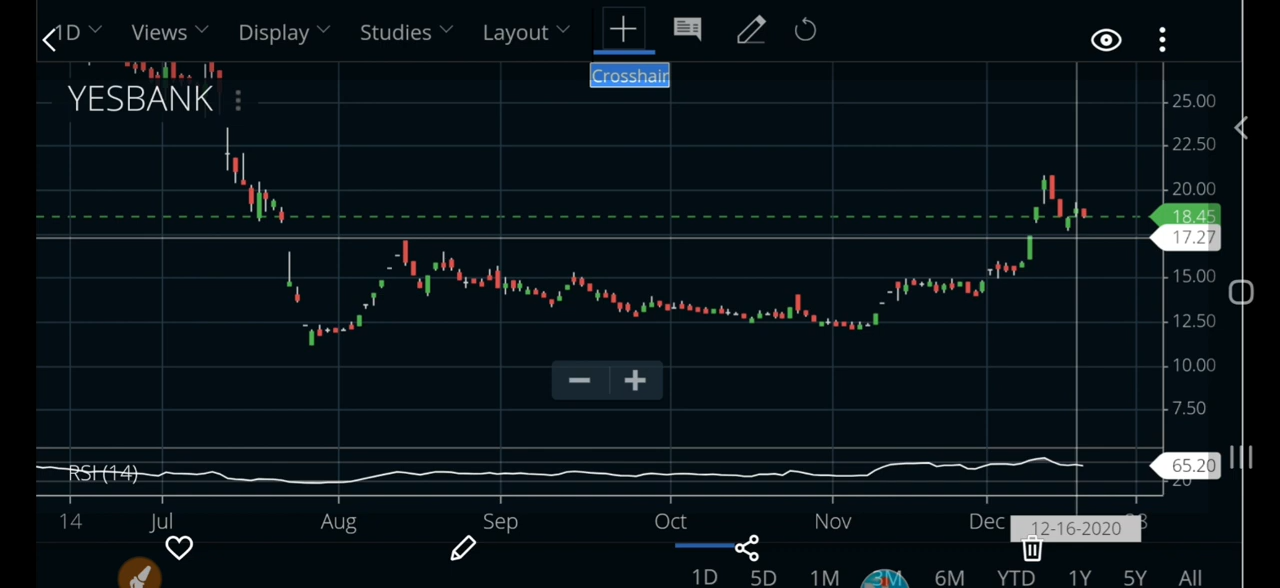 1D Views Display Studies Layout
Crosshair
YESBANK
25.00
22.50
20.00
18.45
17.27
15.00
12.50
10.00
7.50
RSI (14)
65.20
20
14 Jul Aug Sep Oct Nov Dec
12-16-2020
1D 5D 1M 3M 6M YTD 1Y 5Y All